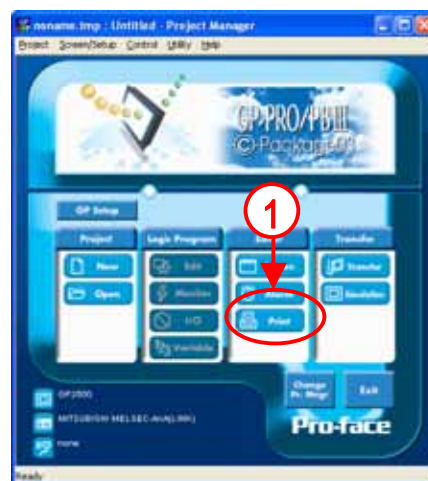 noname.tmp : Untitled - Project Manager
Project Screen/Setup Control Utility Help
GP-PRO/PBIII
C-Package03
GP Setup
Project
Logic Program
Transfer
1
New
Edit
Transfer
Open
Monitor
Alarm
Simulation
I/O
Print
Variable
Change
Pr. Mngr
Exit
GP2500
MITSUBISHI MELSEC-AnA(LINK)
Pro-face
none
Ready